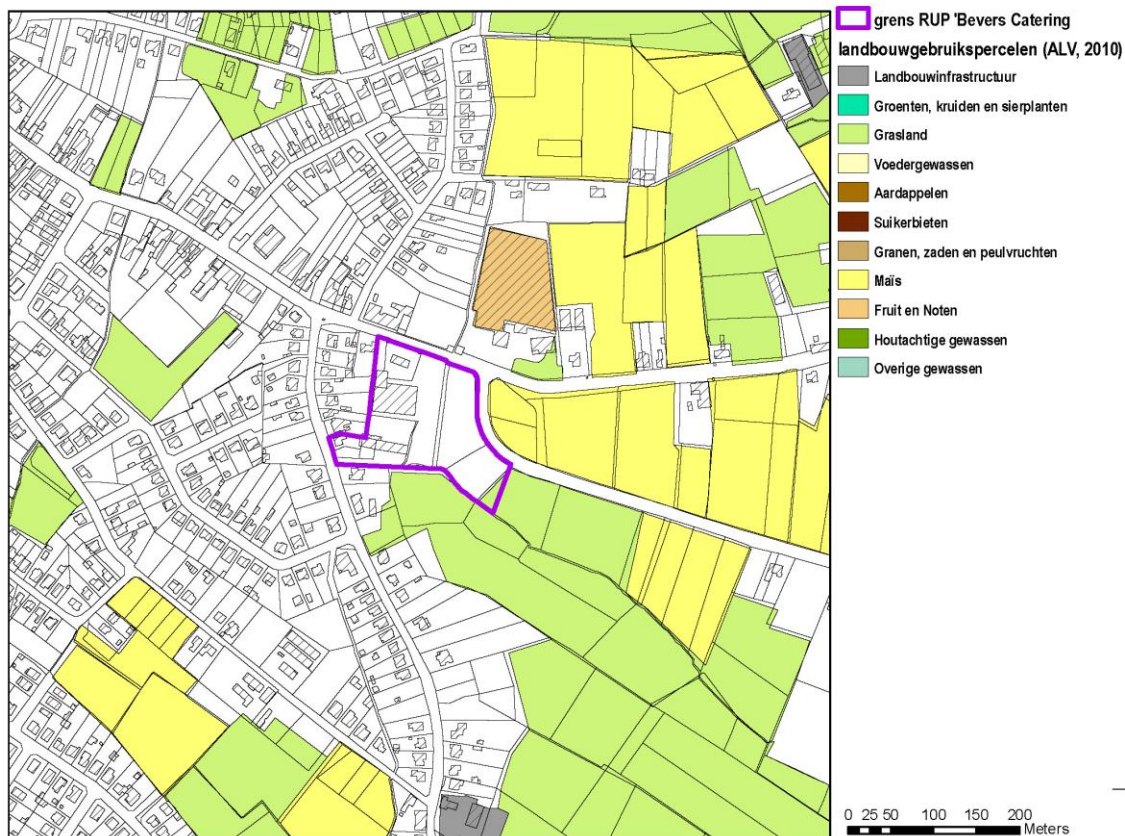 grens RUP 'Bevers Catering
landbouwgebruikspercelen (ALV, 2010)
Landbouwinfrastructuur
Groenten, kruiden en sierplanten
Grasland
Voedergewassen
Aardappelen
Suikerbieten
Granen, zaden en peulvruchten
Maïs
Fruit en Noten
Houtachtige gewassen
Overige gewassen
0 25 50 100 150 200
Meters